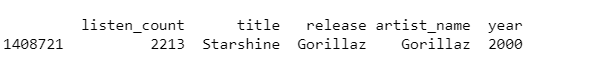 listen_count title release artist_name year
1408721 2213 Starshine Gorillaz Gorillaz 2000